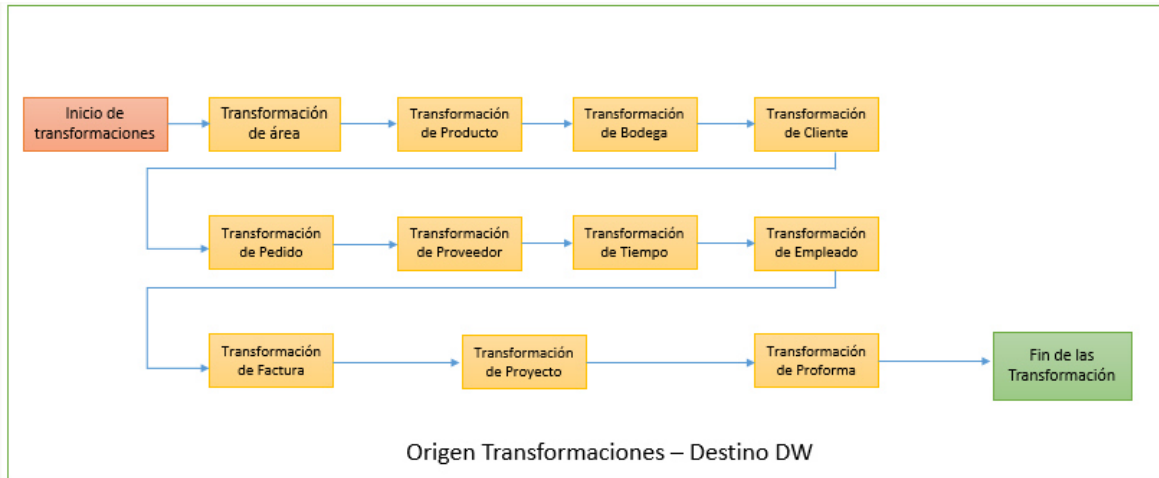 Inicio de
transformaciones
Transformación
de área
Transformación
de Producto
Transformación
de Bodega
Transformación
de Cliente
Transformación
de Pedido
Transformación
de Proveedor
Transformación
de Tiempo
Transformación
de Empleado
Transformación
de Factura
Transformación
de Proyecto
Transformación
de Proforma
Fin de las
Transformación
Origen Transformaciones – Destino DW